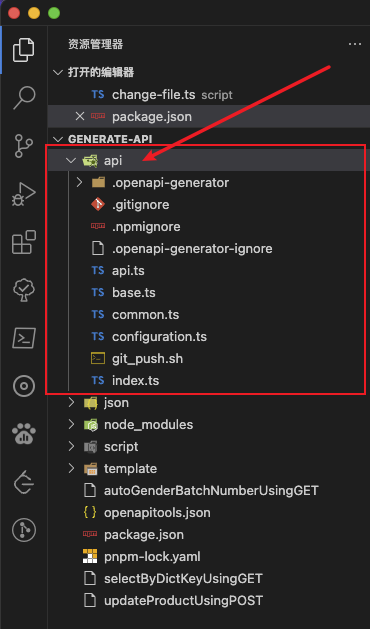 资源管理器
打开的编辑器
TS change-file.ts script
package.json
GENERATE-API
api
.openapi-generator
.gitignore
.npmignore
.openapi-generator-ignore
TS api.ts
TS base.ts
TS common.ts
TS configuration.ts
git_push.sh
TS index.ts
json
node_modules
script
template
autoGenderBatchNumberUsingGET
{} openapitools.json
package.json
pnpm-lock.yaml
selectByDictKeyUsingGET
updateProductUsingPOST